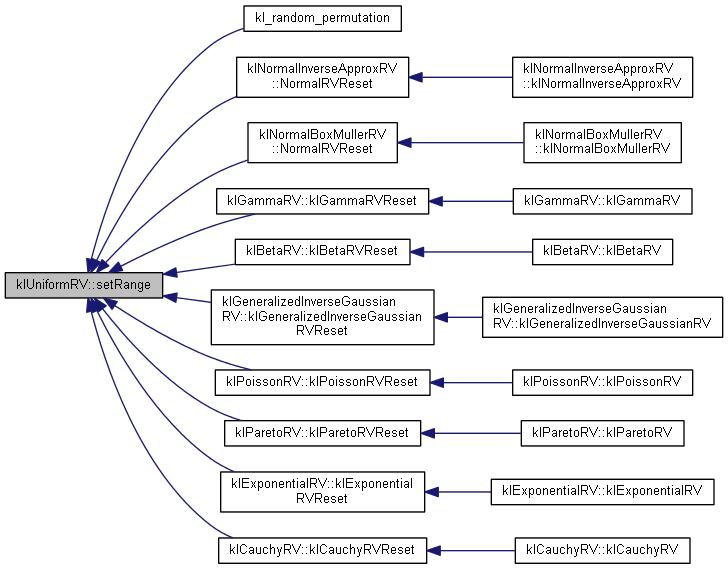 kl_random_permutation
klNormalInverseApproxRV
::NormalRVReset
klNormalInverseApproxRV
::klNormalInverseApproxRV
klNormalBoxMullerRV
::NormalRVReset
klNormalBoxMullerRV
::klNormalBoxMullerRV
klGammaRV::klGammaRVReset
klGammaRV::klGammaRV
klBetaRV::klBetaRVReset
klBetaRV::klBetaRV
klUniformRV::setRange
klGeneralizedInverseGaussian
RV::klGeneralizedInverseGaussian
RVReset
klGeneralizedInverseGaussian
RV::klGeneralizedInverseGaussianRV
klPoissonRV::klPoissonRVReset
klPoissonRV::klPoissonRV
klParetoRV::klParetoRVReset
klParetoRV::klParetoRV
klExponentialRV::klExponential
RVReset
klExponentialRV::klExponentialRV
klCauchyRV::klCauchyRVReset
klCauchyRV::klCauchyRV